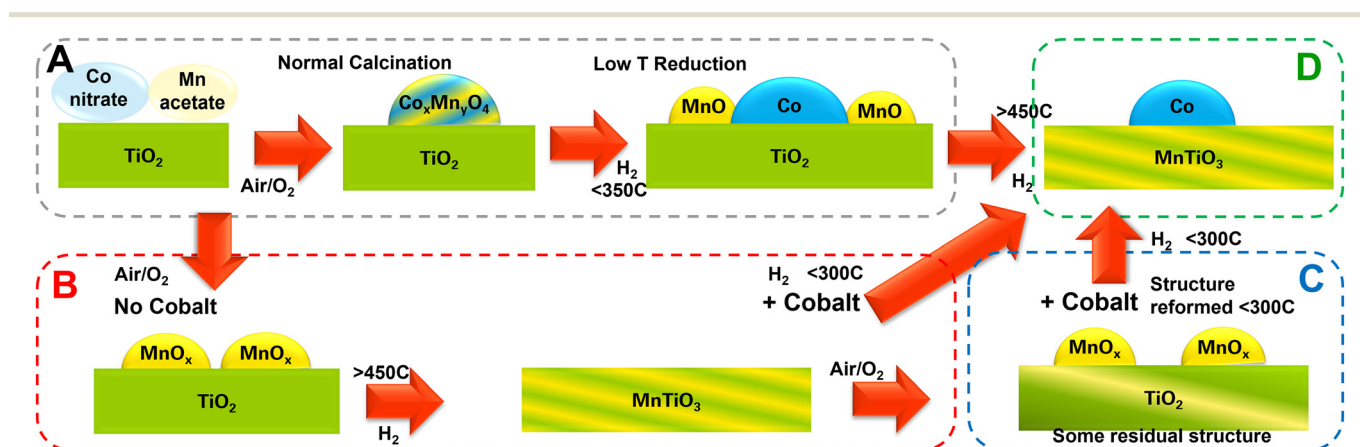 A
Co
nitrate
Mn
acetate
TiO₂
Air/O₂
Normal Calcination
CoₓMnᵧO₄
TiO₂
H₂
<350C
Low T Reduction
MnO
Co
MnO
TiO₂
>450C
H₂
D
Co
MnTiO₃
B
Air/O₂
No Cobalt
MnOₓ
MnOₓ
TiO₂
>450C
H₂
MnTiO₃
H₂ <300C
+ Cobalt
Air/O₂
C
H₂ <300C
+ Cobalt
Structure
reformed <300C
MnOₓ
MnOₓ
TiO₂
Some residual structure